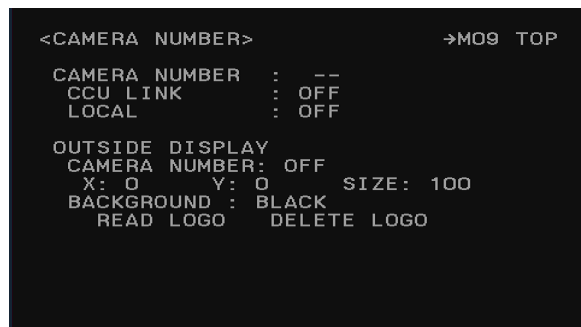 <CAMERA NUMBER> →M09 TOP
CAMERA NUMBER : --
CCU LINK : OFF
LOCAL : OFF
OUTSIDE DISPLAY
CAMERA NUMBER: OFF
X: 0 Y: 0 SIZE: 100
BACKGROUND : BLACK
READ LOGO DELETE LOGO